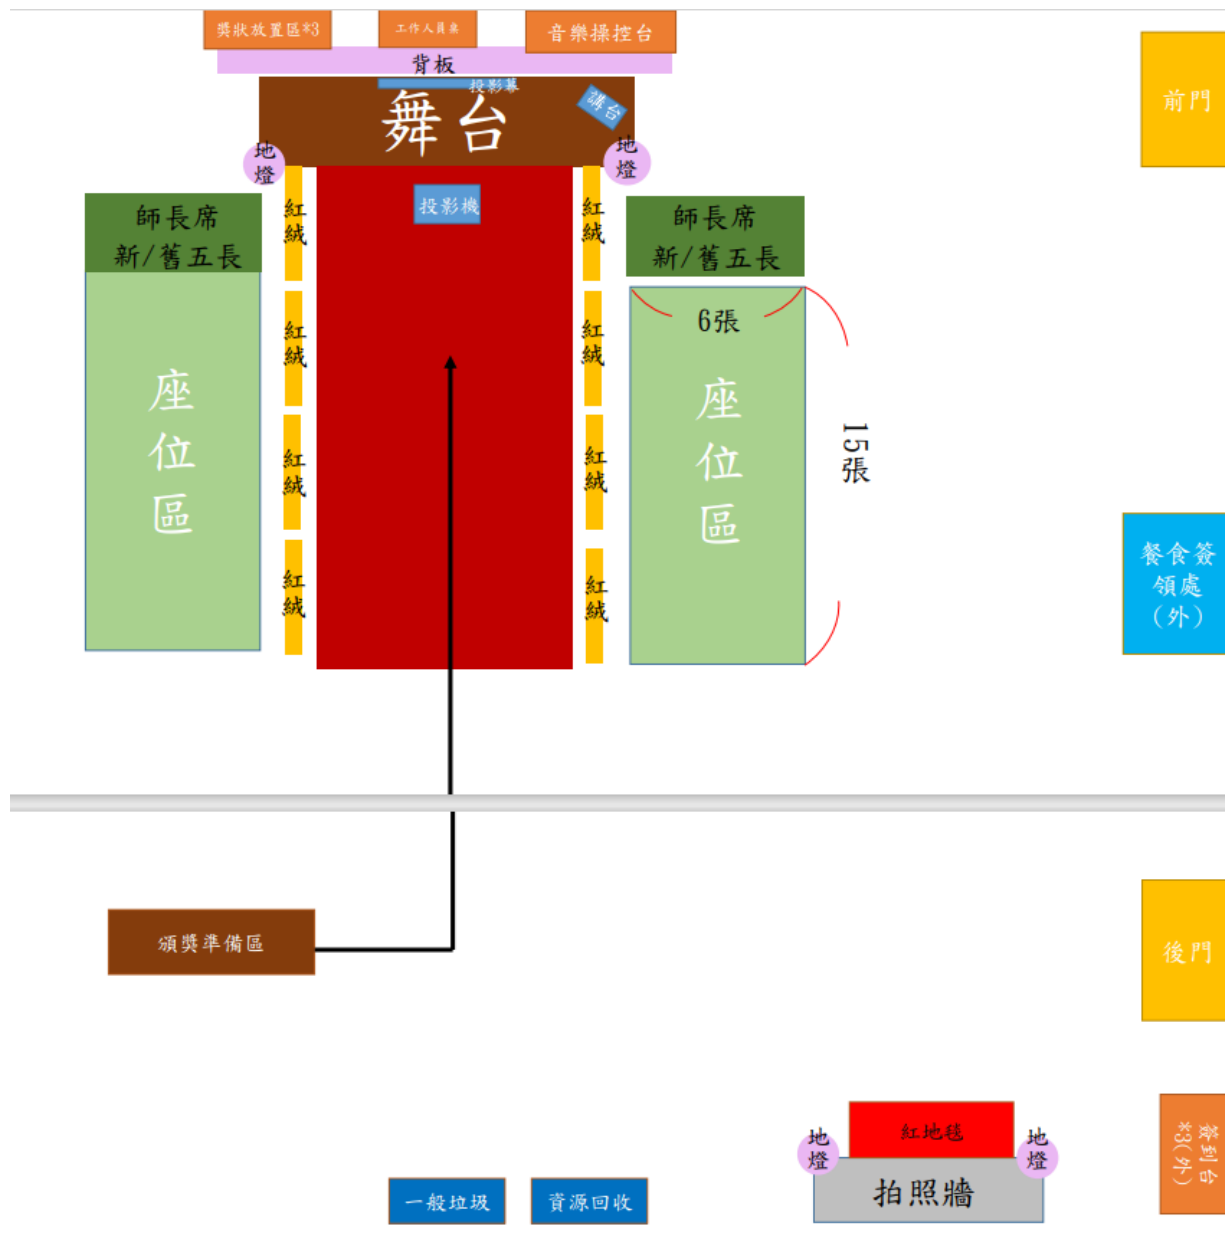 獎狀放置區*3
工作人員桌
音樂操控台
背板
投影幕
舞台
講台
前門
地
燈
地
燈
投影機
師長席
新/舊五長
師長席
新/舊五長
紅
絨
紅
絨
紅
絨
紅
絨
紅
絨
紅
絨
紅
絨
紅
絨
座
位
區
6張
座
位
區
15張
餐食簽
領處
(外)
頒獎準備區
後門
紅地毯
地
燈
地
燈
拍照牆
簽到台
*3(外)
一般垃圾
資源回收